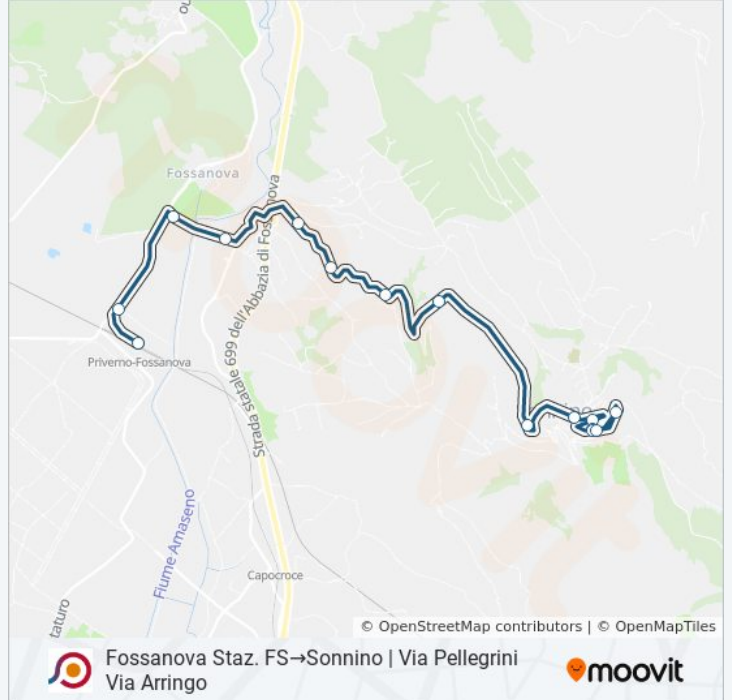 Fossanova
Strada statale 699 dell'Abbazia di Fossanova
Priverno-Fossanova
Fiume Amaseno
Capocroce
taturo
© OpenStreetMap contributors | © OpenMapTiles
Fossanova Staz. FS→Sonnino | Via Pellegrini
Via Arringo
moovit